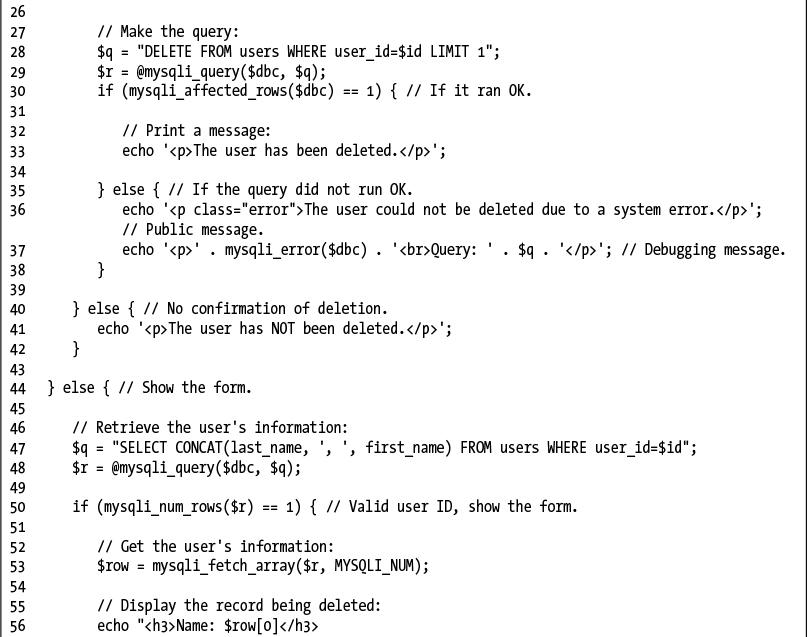 26
27 // Make the query:
28 $q = "DELETE FROM users WHERE user_id=$id LIMIT 1";
29 $r = @mysqli_query($dbc, $q);
30 if (mysqli_affected_rows($dbc) == 1) { // If it ran OK.
31
32 // Print a message:
33 echo '<p>The user has been deleted.</p>';
34
35 } else { // If the query did not run OK.
36 echo '<p class="error">The user could not be deleted due to a system error.</p>';
// Public message.
37 echo '<p>' . mysqli_error($dbc) . '<br>Query: ' . $q . '</p>'; // Debugging message.
38 }
39
40 } else { // No confirmation of deletion.
41 echo '<p>The user has NOT been deleted.</p>';
42 }
43
44 } else { // Show the form.
45
46 // Retrieve the user's information:
47 $q = "SELECT CONCAT(last_name, ', ', first_name) FROM users WHERE user_id=$id";
48 $r = @mysqli_query($dbc, $q);
49
50 if (mysqli_num_rows($r) == 1) { // Valid user ID, show the form.
51
52 // Get the user's information:
53 $row = mysqli_fetch_array($r, MYSQLI_NUM);
54
55 // Display the record being deleted:
56 echo "<h3>Name: $row[0]</h3>